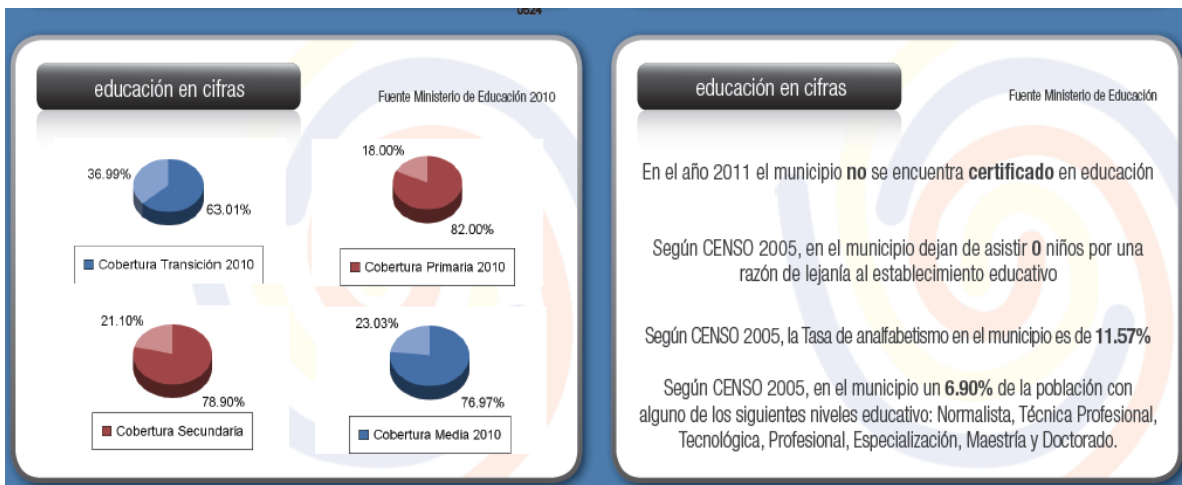 0524
educación en cifras
Fuente Ministerio de Educación 2010
36.99%
63.01%
Cobertura Transición 2010
18.00%
82.00%
Cobertura Primaria 2010
21.10%
78.90%
Cobertura Secundaria
23.03%
76.97%
Cobertura Media 2010
educación en cifras
Fuente Ministerio de Educación
En el año 2011 el municipio no se encuentra certificado en educación
Según CENSO 2005, en el municipio dejan de asistir 0 niños por una
razón de lejanía al establecimiento educativo
Según CENSO 2005, la Tasa de analfabetismo en el municipio es de 11.57%
Según CENSO 2005, en el municipio un 6.90% de la población con
alguno de los siguientes niveles educativo: Normalista, Técnica Profesional,
Tecnológica, Profesional, Especialización, Maestría y Doctorado.